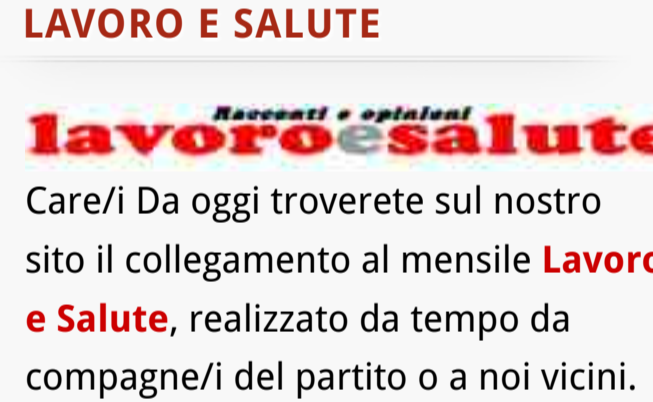 LAVORO E SALUTE
Racconti e opinioni
lavoroesalute
Care/i Da oggi troverete sul nostro
sito il collegamento al mensile Lavoro
e Salute, realizzato da tempo da
compagne/i del partito o a noi vicini.